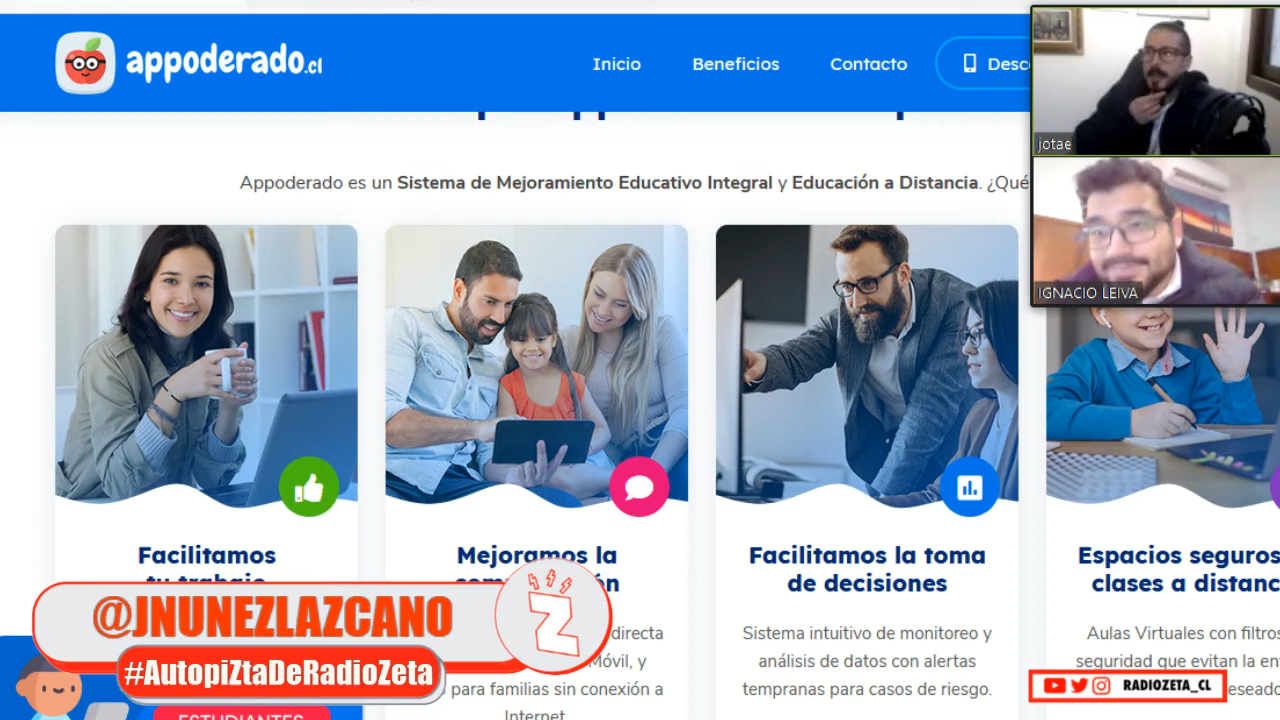 appoderado.cl
Inicio
Beneficios
Contacto
jotae
Appoderado es un Sistema de Mejoramiento Educativo Integral y Educación a Distancia. ¿Qué
IGNACIO LEIVA
Facilitamos
tu trabajo
Mejoramos la
Facilitamos la toma
de decisiones
Espacios seguros
clases a distanc
directa
Móvil, y
para familias sin conexión a
Internet
Sistema intuitivo de monitoreo y
análisis de datos con alertas
tempranas para casos de riesgo.
Aulas Virtuales con filtros
seguridad que evitan la
@JNUNEZLAZCANO
Z
#AutopiZtaDeRadioZeta
RADIOZETA_CL
ESTUDIANTES